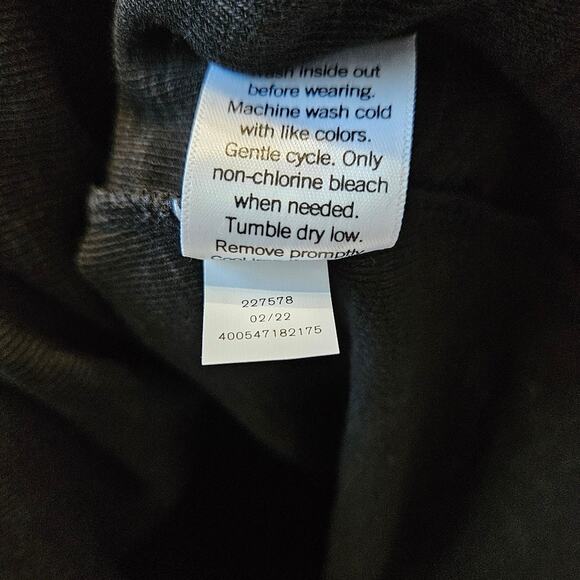 wash inside out
before wearing.
Machine wash cold
with like colors.
Gentle cycle. Only
non-chlorine bleach
when needed.
Tumble dry low.
Remove promptly
227578
02/22
400547182175